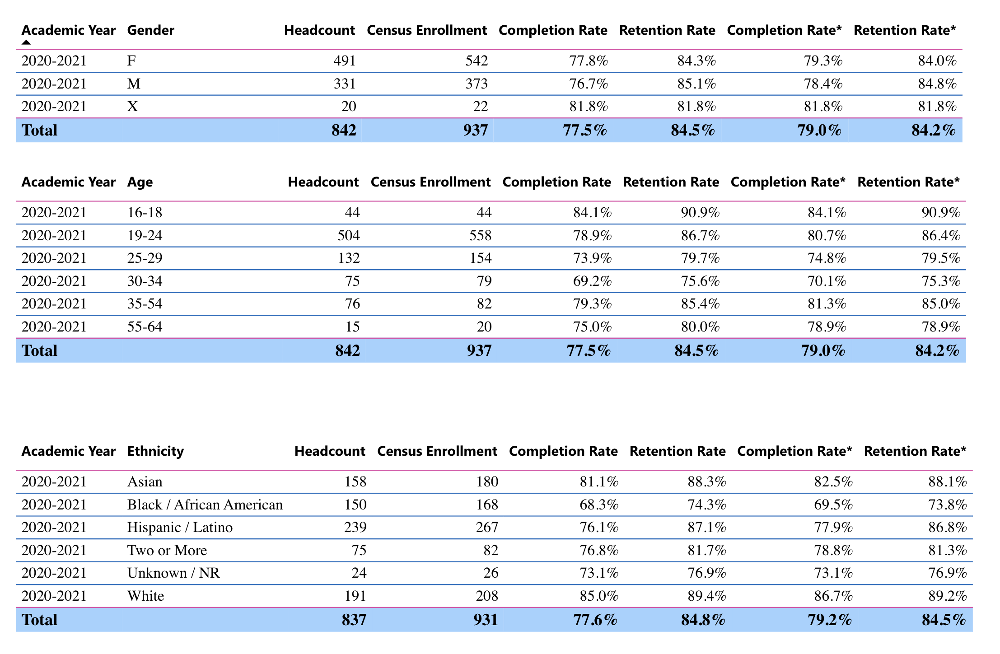 Academic Year Gender Headcount Census Enrollment Completion Rate Retention Rate Completion Rate* Retention Rate*
2020-2021 F 491 542 77.8% 84.3% 79.3% 84.0%
2020-2021 M 331 373 76.7% 85.1% 78.4% 84.8%
2020-2021 X 20 22 81.8% 81.8% 81.8% 81.8%
Total 842 937 77.5% 84.5% 79.0% 84.2%
Academic Year Age Headcount Census Enrollment Completion Rate Retention Rate Completion Rate* Retention Rate*
2020-2021 16-18 44 44 84.1% 90.9% 84.1% 90.9%
2020-2021 19-24 504 558 78.9% 86.7% 80.7% 86.4%
2020-2021 25-29 132 154 73.9% 79.7% 74.8% 79.5%
2020-2021 30-34 75 79 69.2% 75.6% 70.1% 75.3%
2020-2021 35-54 76 82 79.3% 85.4% 81.3% 85.0%
2020-2021 55-64 15 20 75.0% 80.0% 78.9% 78.9%
Total 842 937 77.5% 84.5% 79.0% 84.2%
Academic Year Ethnicity Headcount Census Enrollment Completion Rate Retention Rate Completion Rate* Retention Rate*
2020-2021 Asian 158 180 81.1% 88.3% 82.5% 88.1%
2020-2021 Black / African American 150 168 68.3% 74.3% 69.5% 73.8%
2020-2021 Hispanic / Latino 239 267 76.1% 87.1% 77.9% 86.8%
2020-2021 Two or More 75 82 76.8% 81.7% 78.8% 81.3%
2020-2021 Unknown / NR 24 26 73.1% 76.9% 73.1% 76.9%
2020-2021 White 191 208 85.0% 89.4% 86.7% 89.2%
Total 837 931 77.6% 84.8% 79.2% 84.5%